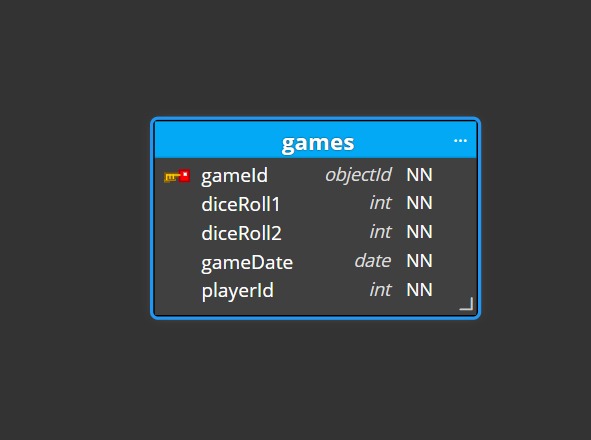 games ...
gameId objectId NN
diceRoll1 int NN
diceRoll2 int NN
gameDate date NN
playerId int NN